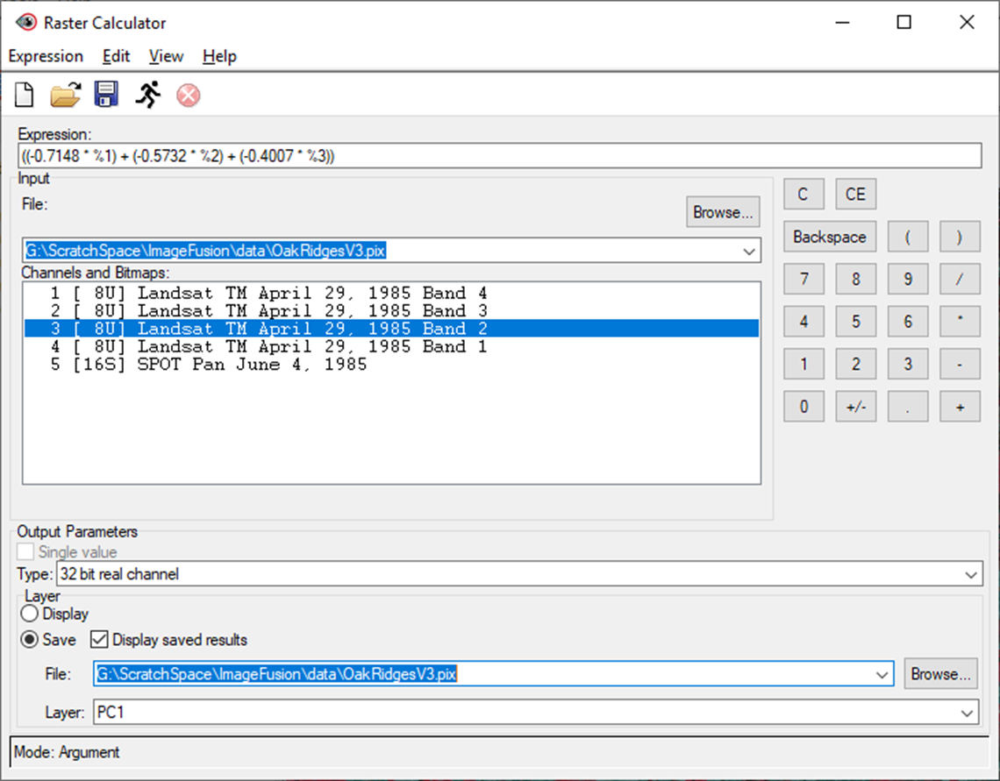 Raster Calculator
Expression Edit View Help
Expression:
((-0.7148 * %1) + (-0.5732 * %2) + (-0.4007 * %3))
Input
File:
Browse...
G:\ScratchSpace\ImageFusion\data\OakRidgesV3.pix
Channels and Bitmaps:
1 [ 8U] Landsat TM April 29, 1985 Band 4
2 [ 8U] Landsat TM April 29, 1985 Band 3
3 [ 8U] Landsat TM April 29, 1985 Band 2
4 [ 8U] Landsat TM April 29, 1985 Band 1
5 [16S] SPOT Pan June 4, 1985
C CE
Backspace ( )
7 8 9 /
4 5 6 *
1 2 3 -
0 +/- . +
Output Parameters
Single value
Type: 32 bit real channel
Layer
Display
Save Display saved results
File: G:\ScratchSpace\ImageFusion\data\OakRidgesV3.pix Browse...
Layer: PC1
Mode: Argument